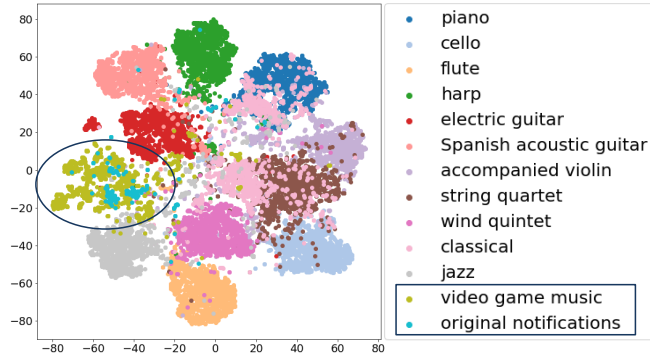 80
60
40
20
0
−20
−40
−60
−80
−80 −60 −40 −20 0 20 40 60 80
piano
cello
flute
harp
electric guitar
Spanish acoustic guitar
accompanied violin
string quartet
wind quintet
classical
jazz
video game music
original notifications